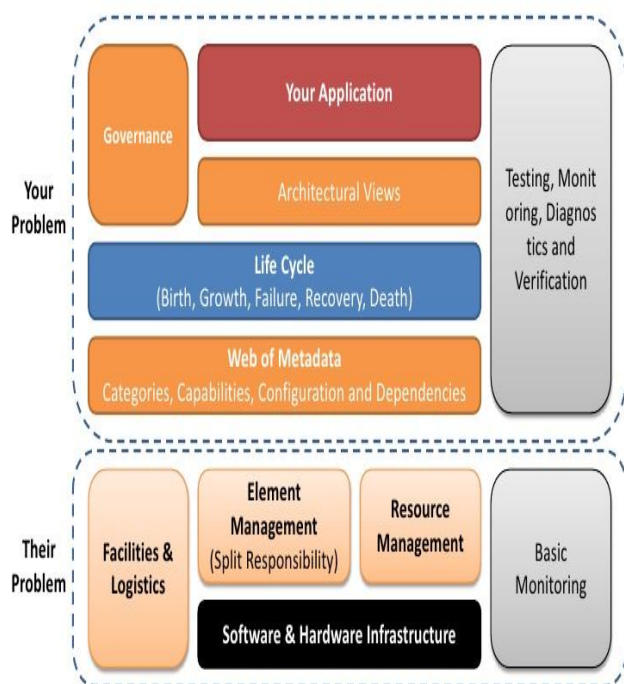 Your
Problem
Governance
Your Application
Architectural Views
Life Cycle
(Birth, Growth, Failure, Recovery, Death)
Web of Metadata
Categories, Capabilities, Configuration and Dependencies
Testing, Monit
oring, Diagnos
tics and
Verification
Their
Problem
Facilities &
Logistics
Element
Management
(Split Responsibility)
Resource
Management
Software & Hardware Infrastructure
Basic
Monitoring